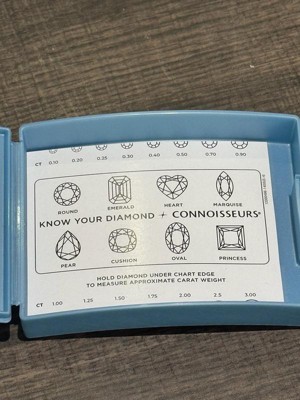 CT 0.10 0.20 0.25 0.30 0.40 0.50 0.70 0.90
ROUND EMERALD HEART MARQUISE
KNOW YOUR DIAMOND + CONNOISSEURS®
PEAR CUSHION OVAL PRINCESS
HOLD DIAMOND UNDER CHART EDGE
TO MEASURE APPROXIMATE CARAT WEIGHT
CT 1.00 1.25 1.50 1.75 2.00 2.5 3.00